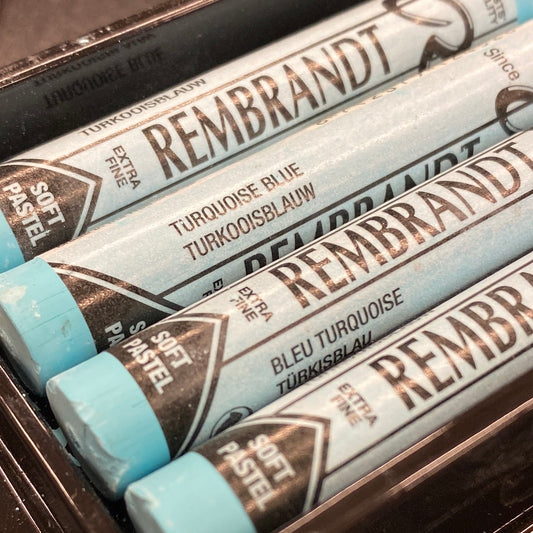 TURKOOISBLAUW
REMBRANDT
EXTRA
FINE
SOFT
PASTEL
since
TURQUOISE BLUE
TURKOOISBLAUW
REMBRANDT
REMBRANDT
EXTRA
FINE
SOFT
PASTEL
BLEU TURQUOISE
TÜRKISBLAU
REMBRANDT
EXTRA
FINE
SOFT
PASTEL